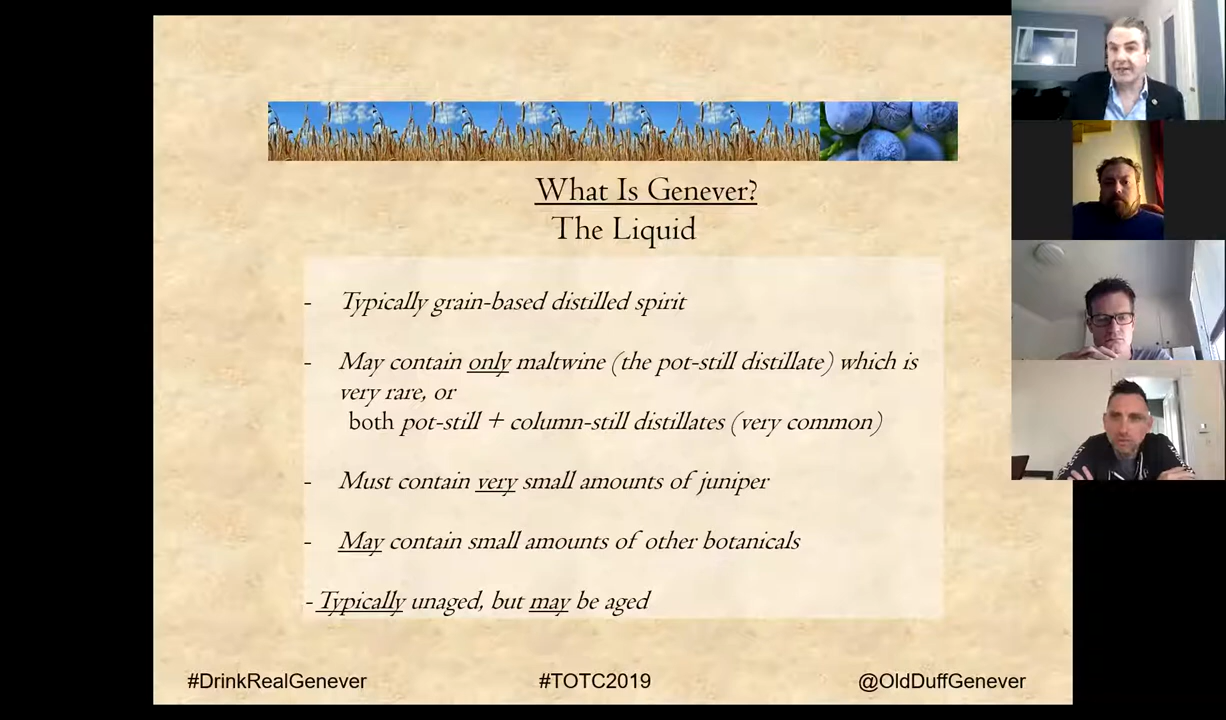 What Is Genever?
The Liquid
- Typically grain-based distilled spirit
- May contain only maltwine (the pot-still distillate) which is
very rare, or
both pot-still + column-still distillates (very common)
- Must contain very small amounts of juniper
- May contain small amounts of other botanicals
- Typically unaged, but may be aged
#DrinkRealGenever
#TOTC2019
@OldDuffGenever